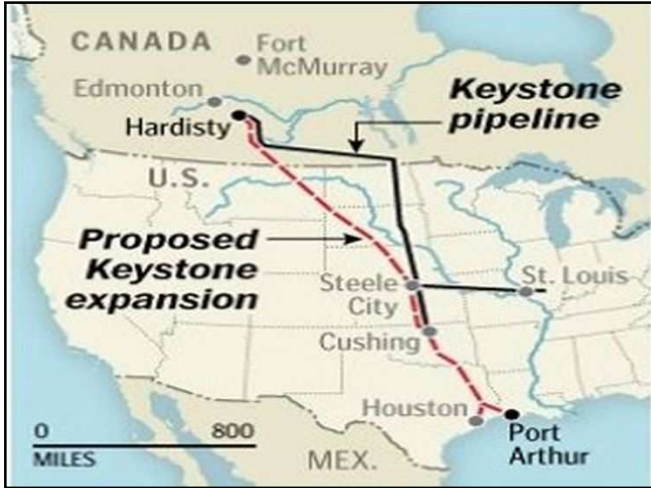 CANADA
Fort
McMurray
Edmonton
Hardisty
Keystone
pipeline
U.S.
Proposed
Keystone
expansion
Steele
City
St. Louis
Cushing
Houston
Port
Arthur
0 800
MILES
MEX.